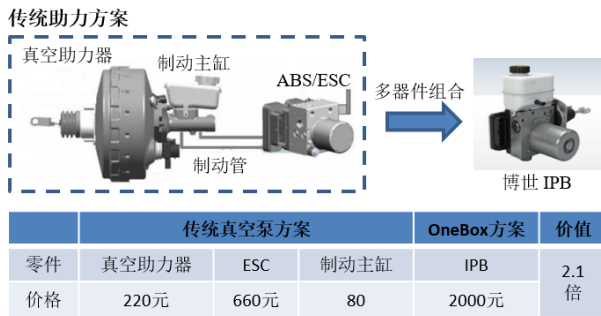 传统助力方案
真空助力器
制动主缸
ABS/ESC
制动管
多器件组合
博世 IPB
传统真空泵方案 OneBox方案 价值
零件 真空助力器 ESC 制动主缸 IPB 2.1倍
价格 220元 660元 80 2000元